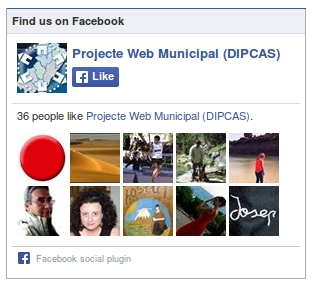 Find us on Facebook
Projecte Web Municipal (DIPCAS)
Like
36 people like Projecte Web Municipal (DIPCAS).
Josep
Facebook social plugin